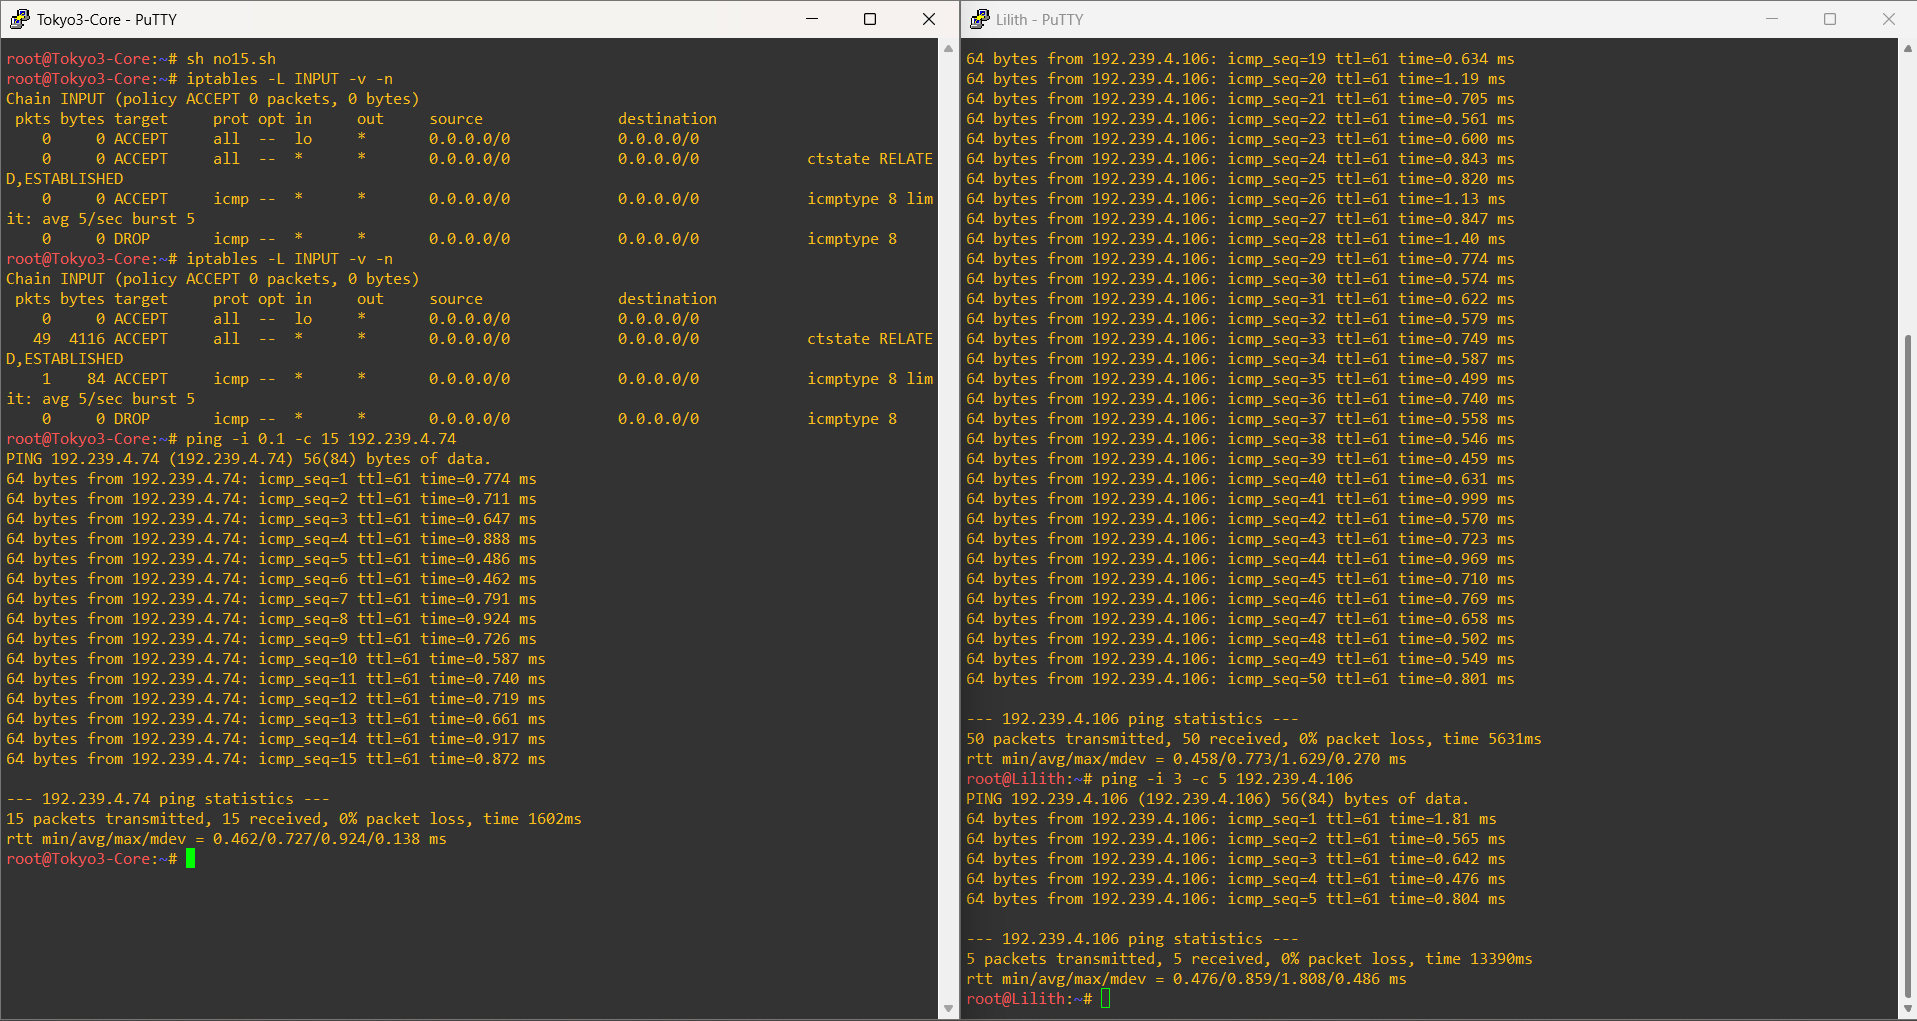 Tokyo3-Core - PuTTY
root@Tokyo3-Core:~# sh no15.sh
root@Tokyo3-Core:~# iptables -L INPUT -v -n
Chain INPUT (policy ACCEPT 0 packets, 0 bytes)
 pkts bytes target     prot opt in     out     source               destination
    0     0 ACCEPT     all  --  lo     *       0.0.0.0/0            0.0.0.0/0
    0     0 ACCEPT     all  --  *      *       0.0.0.0/0            0.0.0.0/0            ctstate RELATE
D,ESTABLISHED
    0     0 ACCEPT     icmp --  *      *       0.0.0.0/0            0.0.0.0/0            icmptype 8 lim
it: avg 5/sec burst 5
    0     0 DROP       icmp --  *      *       0.0.0.0/0            0.0.0.0/0            icmptype 8
root@Tokyo3-Core:~# iptables -L INPUT -v -n
Chain INPUT (policy ACCEPT 0 packets, 0 bytes)
 pkts bytes target     prot opt in     out     source               destination
    0     0 ACCEPT     all  --  lo     *       0.0.0.0/0            0.0.0.0/0
   49  4116 ACCEPT     all  --  *      *       0.0.0.0/0            0.0.0.0/0            ctstate RELATE
D,ESTABLISHED
    1    84 ACCEPT     icmp --  *      *       0.0.0.0/0            0.0.0.0/0            icmptype 8 lim
it: avg 5/sec burst 5
    0     0 DROP       icmp --  *      *       0.0.0.0/0            0.0.0.0/0            icmptype 8
root@Tokyo3-Core:~# ping -i 0.1 -c 15 192.239.4.74
PING 192.239.4.74 (192.239.4.74) 56(84) bytes of data.
64 bytes from 192.239.4.74: icmp_seq=1 ttl=61 time=0.774 ms
64 bytes from 192.239.4.74: icmp_seq=2 ttl=61 time=0.711 ms
64 bytes from 192.239.4.74: icmp_seq=3 ttl=61 time=0.647 ms
64 bytes from 192.239.4.74: icmp_seq=4 ttl=61 time=0.888 ms
64 bytes from 192.239.4.74: icmp_seq=5 ttl=61 time=0.486 ms
64 bytes from 192.239.4.74: icmp_seq=6 ttl=61 time=0.462 ms
64 bytes from 192.239.4.74: icmp_seq=7 ttl=61 time=0.791 ms
64 bytes from 192.239.4.74: icmp_seq=8 ttl=61 time=0.924 ms
64 bytes from 192.239.4.74: icmp_seq=9 ttl=61 time=0.726 ms
64 bytes from 192.239.4.74: icmp_seq=10 ttl=61 time=0.587 ms
64 bytes from 192.239.4.74: icmp_seq=11 ttl=61 time=0.740 ms
64 bytes from 192.239.4.74: icmp_seq=12 ttl=61 time=0.719 ms
64 bytes from 192.239.4.74: icmp_seq=13 ttl=61 time=0.661 ms
64 bytes from 192.239.4.74: icmp_seq=14 ttl=61 time=0.917 ms
64 bytes from 192.239.4.74: icmp_seq=15 ttl=61 time=0.872 ms
--- 192.239.4.74 ping statistics ---
15 packets transmitted, 15 received, 0% packet loss, time 1602ms
rtt min/avg/max/mdev = 0.462/0.727/0.924/0.138 ms
root@Tokyo3-Core:~#
Lilith - PuTTY
64 bytes from 192.239.4.106: icmp_seq=19 ttl=61 time=0.634 ms
64 bytes from 192.239.4.106: icmp_seq=20 ttl=61 time=1.19 ms
64 bytes from 192.239.4.106: icmp_seq=21 ttl=61 time=0.705 ms
64 bytes from 192.239.4.106: icmp_seq=22 ttl=61 time=0.561 ms
64 bytes from 192.239.4.106: icmp_seq=23 ttl=61 time=0.600 ms
64 bytes from 192.239.4.106: icmp_seq=24 ttl=61 time=0.843 ms
64 bytes from 192.239.4.106: icmp_seq=25 ttl=61 time=0.820 ms
64 bytes from 192.239.4.106: icmp_seq=26 ttl=61 time=1.13 ms
64 bytes from 192.239.4.106: icmp_seq=27 ttl=61 time=0.847 ms
64 bytes from 192.239.4.106: icmp_seq=28 ttl=61 time=1.40 ms
64 bytes from 192.239.4.106: icmp_seq=29 ttl=61 time=0.774 ms
64 bytes from 192.239.4.106: icmp_seq=30 ttl=61 time=0.574 ms
64 bytes from 192.239.4.106: icmp_seq=31 ttl=61 time=0.622 ms
64 bytes from 192.239.4.106: icmp_seq=32 ttl=61 time=0.579 ms
64 bytes from 192.239.4.106: icmp_seq=33 ttl=61 time=0.749 ms
64 bytes from 192.239.4.106: icmp_seq=34 ttl=61 time=0.587 ms
64 bytes from 192.239.4.106: icmp_seq=35 ttl=61 time=0.499 ms
64 bytes from 192.239.4.106: icmp_seq=36 ttl=61 time=0.740 ms
64 bytes from 192.239.4.106: icmp_seq=37 ttl=61 time=0.558 ms
64 bytes from 192.239.4.106: icmp_seq=38 ttl=61 time=0.546 ms
64 bytes from 192.239.4.106: icmp_seq=39 ttl=61 time=0.459 ms
64 bytes from 192.239.4.106: icmp_seq=40 ttl=61 time=0.631 ms
64 bytes from 192.239.4.106: icmp_seq=41 ttl=61 time=0.999 ms
64 bytes from 192.239.4.106: icmp_seq=42 ttl=61 time=0.570 ms
64 bytes from 192.239.4.106: icmp_seq=43 ttl=61 time=0.723 ms
64 bytes from 192.239.4.106: icmp_seq=44 ttl=61 time=0.969 ms
64 bytes from 192.239.4.106: icmp_seq=45 ttl=61 time=0.710 ms
64 bytes from 192.239.4.106: icmp_seq=46 ttl=61 time=0.769 ms
64 bytes from 192.239.4.106: icmp_seq=47 ttl=61 time=0.658 ms
64 bytes from 192.239.4.106: icmp_seq=48 ttl=61 time=0.502 ms
64 bytes from 192.239.4.106: icmp_seq=49 ttl=61 time=0.549 ms
64 bytes from 192.239.4.106: icmp_seq=50 ttl=61 time=0.801 ms
--- 192.239.4.106 ping statistics ---
50 packets transmitted, 50 received, 0% packet loss, time 5631ms
rtt min/avg/max/mdev = 0.458/0.773/1.629/0.270 ms
root@Lilith:~# ping -i 3 -c 5 192.239.4.106
PING 192.239.4.106 (192.239.4.106) 56(84) bytes of data.
64 bytes from 192.239.4.106: icmp_seq=1 ttl=61 time=1.81 ms
64 bytes from 192.239.4.106: icmp_seq=2 ttl=61 time=0.565 ms
64 bytes from 192.239.4.106: icmp_seq=3 ttl=61 time=0.642 ms
64 bytes from 192.239.4.106: icmp_seq=4 ttl=61 time=0.476 ms
64 bytes from 192.239.4.106: icmp_seq=5 ttl=61 time=0.804 ms
--- 192.239.4.106 ping statistics ---
5 packets transmitted, 5 received, 0% packet loss, time 13390ms
rtt min/avg/max/mdev = 0.476/0.859/1.808/0.486 ms
root@Lilith:~#